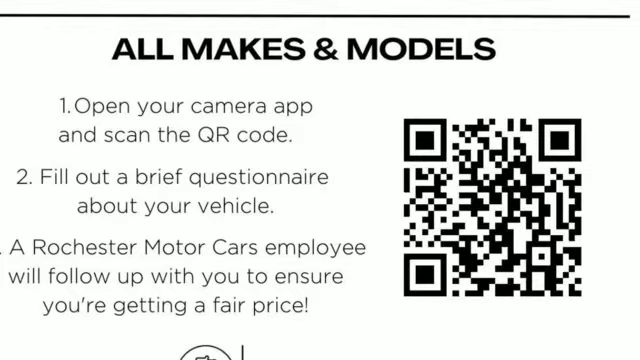 ALL MAKES & MODELS
1.Open your camera app
and scan the QR code.
2. Fill out a brief questionnaire
about your vehicle.
. A Rochester Motor Cars employee
will follow up with you to ensure
you're getting a fair price!